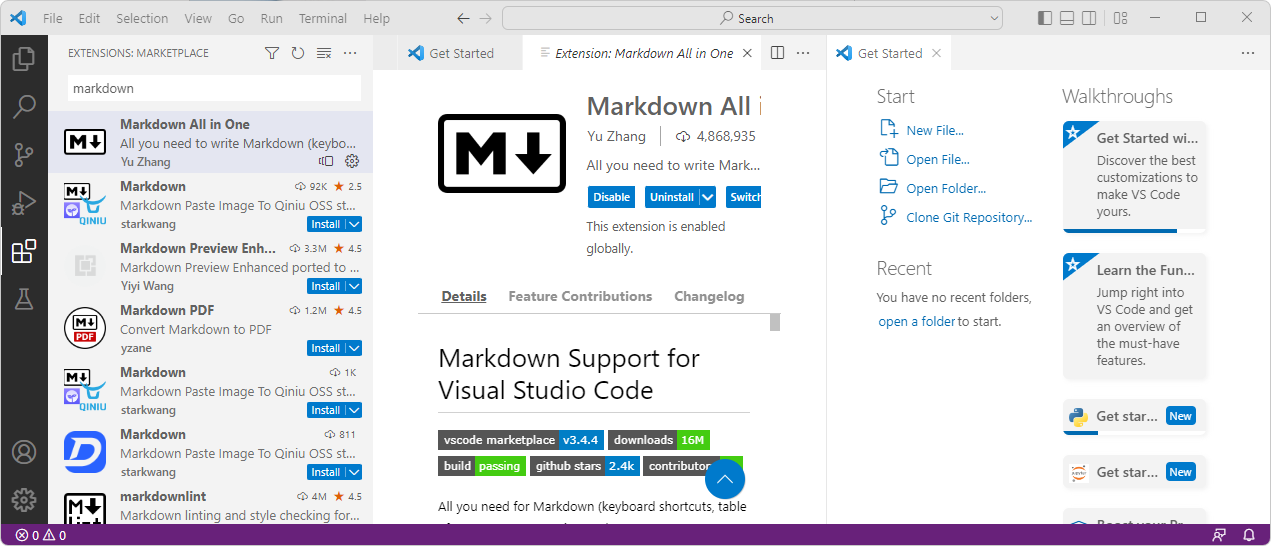 File Edit Selection View Go Run Terminal Help
Search
EXTENSIONS: MARKETPLACE
markdown
Markdown All in One
All you need to write Markdown (keybo...
Yu Zhang
Markdown 92K 2.5
Markdown Paste Image To Qiniu OSS st...
starkwang Install
M
QINIU
Markdown Preview Enh... 3.3M 4.5
Markdown Preview Enhanced ported to ...
Yiyi Wang Install
Markdown PDF 1.2M 4.5
Convert Markdown to PDF
yzane Install
M
PDF
Markdown 1K
Markdown Paste Image To Qiniu OSS st...
starkwang Install
M
QINIU
Markdown 811
Markdown Paste Image To Qiniu OSS st...
starkwang Install
markdownlint 4M 4.5
Markdown linting and style checking for...
M
Get Started
Extension: Markdown All in One
M
Markdown All i
Yu Zhang 4,868,935
All you need to write Mark...
Disable Uninstall Switch
This extension is enabled
globally.
Details Feature Contributions Changelog
Markdown Support for
Visual Studio Code
vscode marketplace v3.4.4 downloads 16M
build passing github stars 2.4k contributor
All you need for Markdown (keyboard shortcuts, table
Get Started
Start
New File...
Open File...
Open Folder...
Clone Git Repository...
Recent
You have no recent folders,
open a folder to start.
Walkthroughs
Get Started wi...
Discover the best
customizations to
make VS Code
yours.
Learn the Fun...
Jump right into
VS Code and get
an overview of
the must-have
features.
Get star... New
Get star... New
Boost your Pr...
0 0